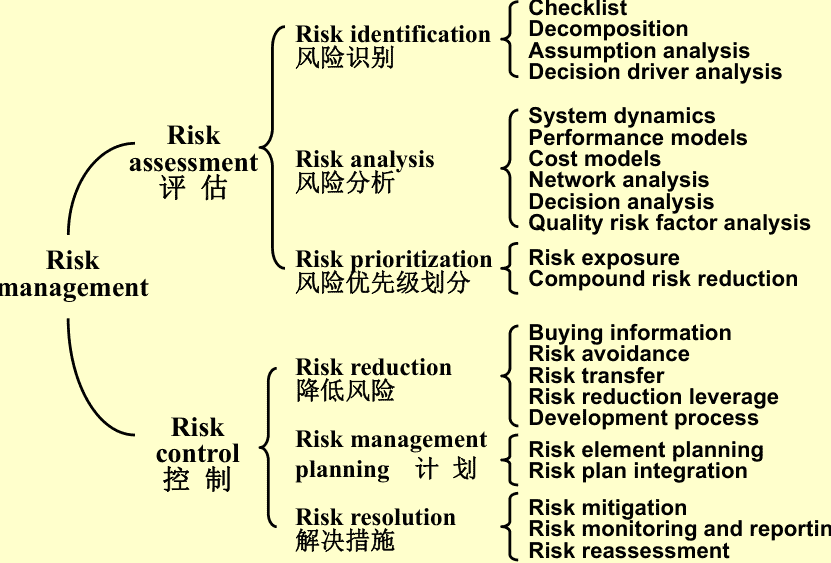 Risk
management
Risk
assessment
评 估
Risk identification
风险识别
Checklist
Decomposition
Assumption analysis
Decision driver analysis
Risk analysis
风险分析
System dynamics
Performance models
Cost models
Network analysis
Decision analysis
Quality risk factor analysis
Risk prioritization
风险优先级划分
Risk exposure
Compound risk reduction
Risk
control
控 制
Risk reduction
降低风险
Buying information
Risk avoidance
Risk transfer
Risk reduction leverage
Development process
Risk management
planning 计 划
Risk element planning
Risk plan integration
Risk resolution
解决措施
Risk mitigation
Risk monitoring and reportin
Risk reassessment